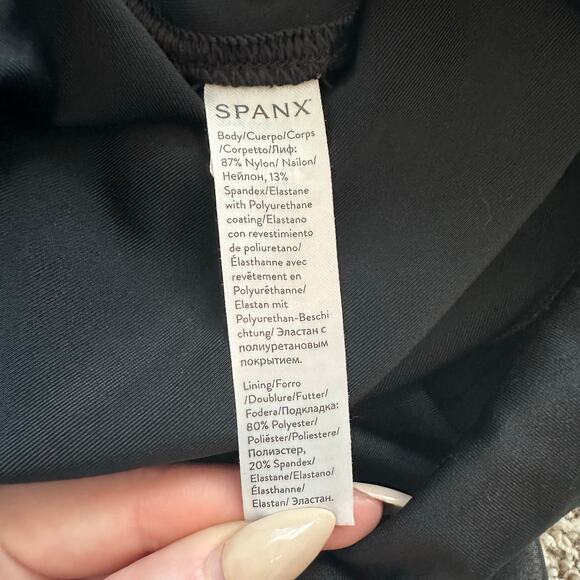 SPANX®
Body/Cuerpo/Corps
/Corpetto/Лиф:
87% Nylon/ Nailon/
Нейлон, 13%
Spandex/Elastane
with Polyurethane
coating/Elastano
con revestimiento
de poliuretano/
Élasthanne avec
revêtement en
Polyuréthanne/
Elastan mit
Polyurethan-Beschi
chtung/ Эластан с
полиуретановым
покрытием.
Lining/Forro
/Doublure/Futter/
Fodera/Подкладка:
80% Polyester/
Poliéster/Poliestere/
Полиэстер,
20% Spandex/
Elastane/Elastano/
Élasthanne/
Elastan/ Эластан.